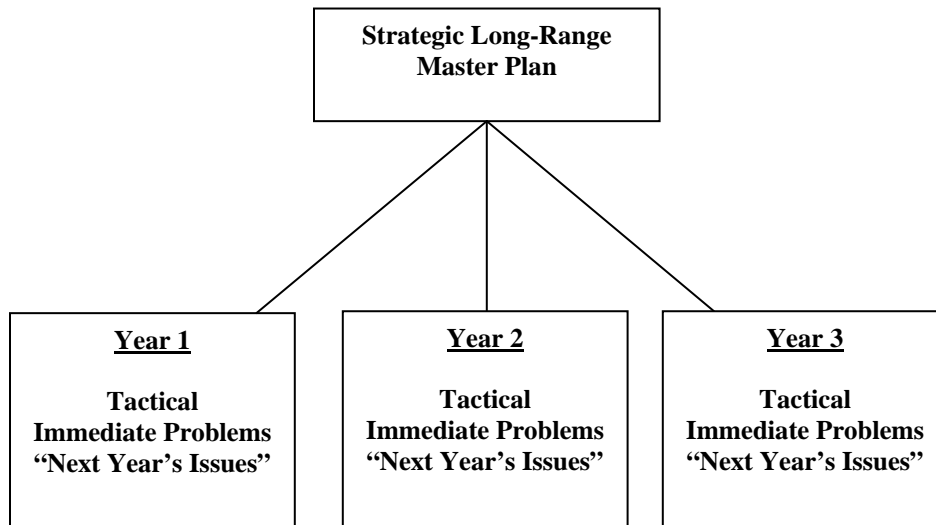 Strategic Long-Range
Master Plan
Year 1
Tactical
Immediate Problems
“Next Year’s Issues”
Year 2
Tactical
Immediate Problems
“Next Year’s Issues”
Year 3
Tactical
Immediate Problems
“Next Year’s Issues”